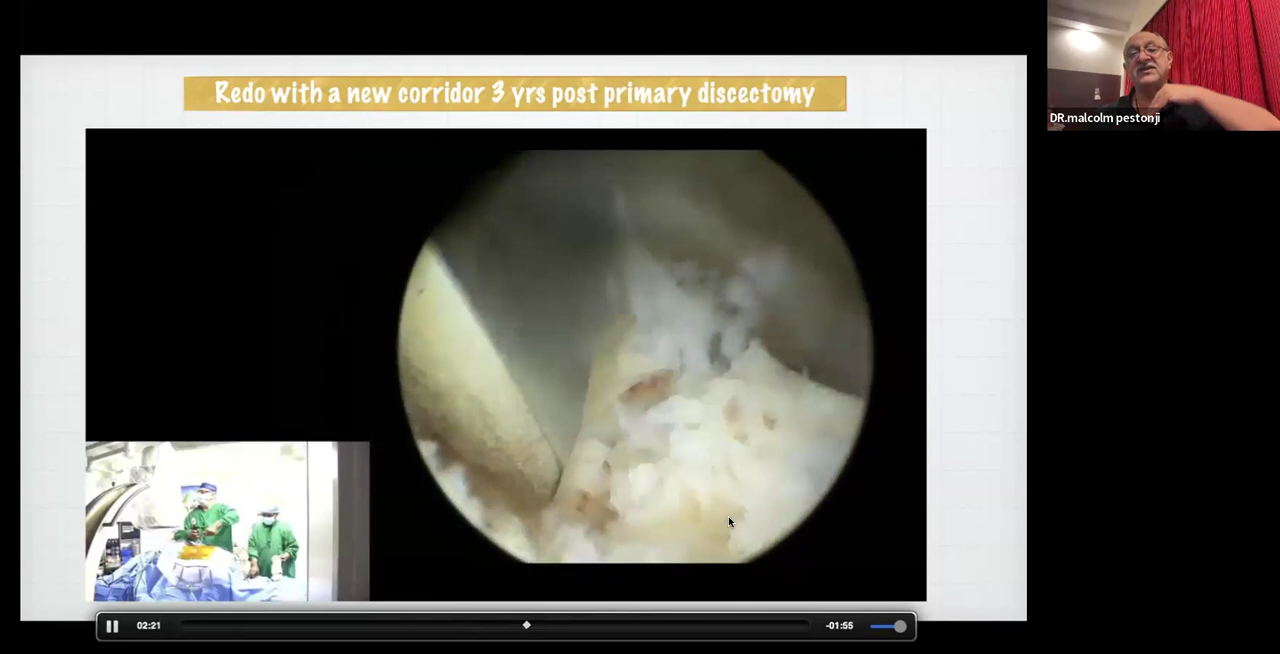 Redo with a new corridor 3 yrs post primary discectomy
DR.malcolm pestonji
02:21
-01:55